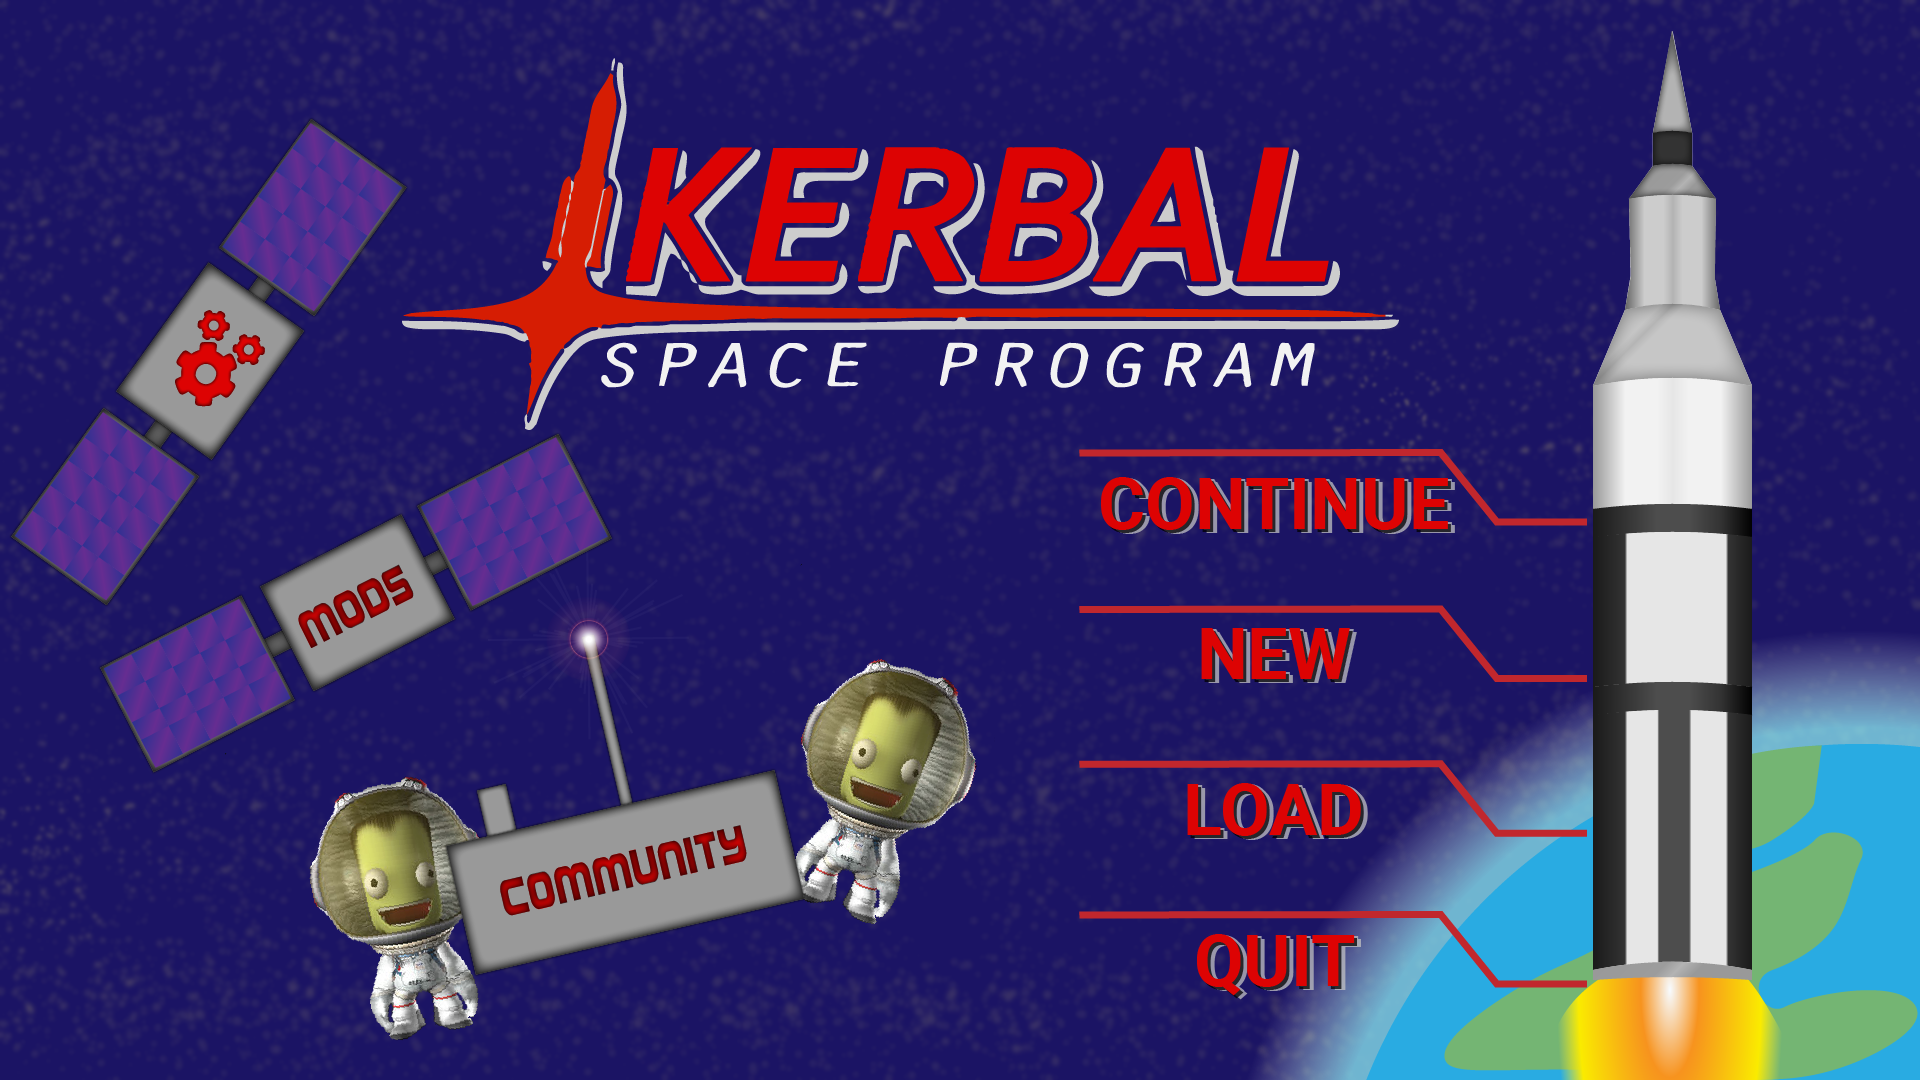 KERBAL
SPACE PROGRAM
CONTINUE
MODS
NEW
LOAD
COMMUNITY
QUIT